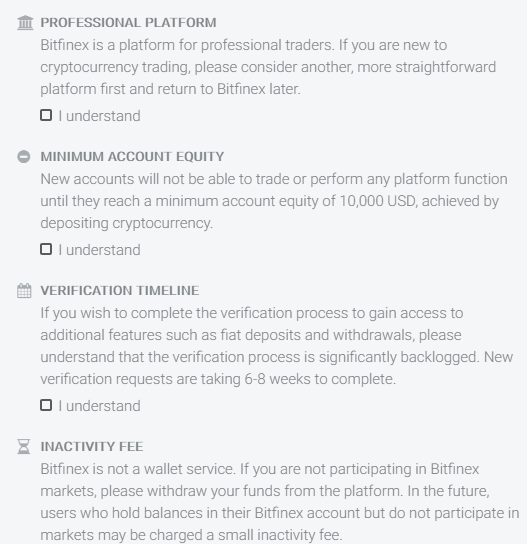 PROFESSIONAL PLATFORM
Bitfinex is a platform for professional traders. If you are new to
cryptocurrency trading, please consider another, more straightforward
platform first and return to Bitfinex later.
I understand
MINIMUM ACCOUNT EQUITY
New accounts will not be able to trade or perform any platform function
until they reach a minimum account equity of 10,000 USD, achieved by
depositing cryptocurrency.
I understand
VERIFICATION TIMELINE
If you wish to complete the verification process to gain access to
additional features such as fiat deposits and withdrawals, please
understand that the verification process is significantly backlogged. New
verification requests are taking 6-8 weeks to complete.
I understand
INACTIVITY FEE
Bitfinex is not a wallet service. If you are not participating in Bitfinex
markets, please withdraw your funds from the platform. In the future,
users who hold balances in their Bitfinex account but do not participate in
markets may be charged a small inactivity fee.